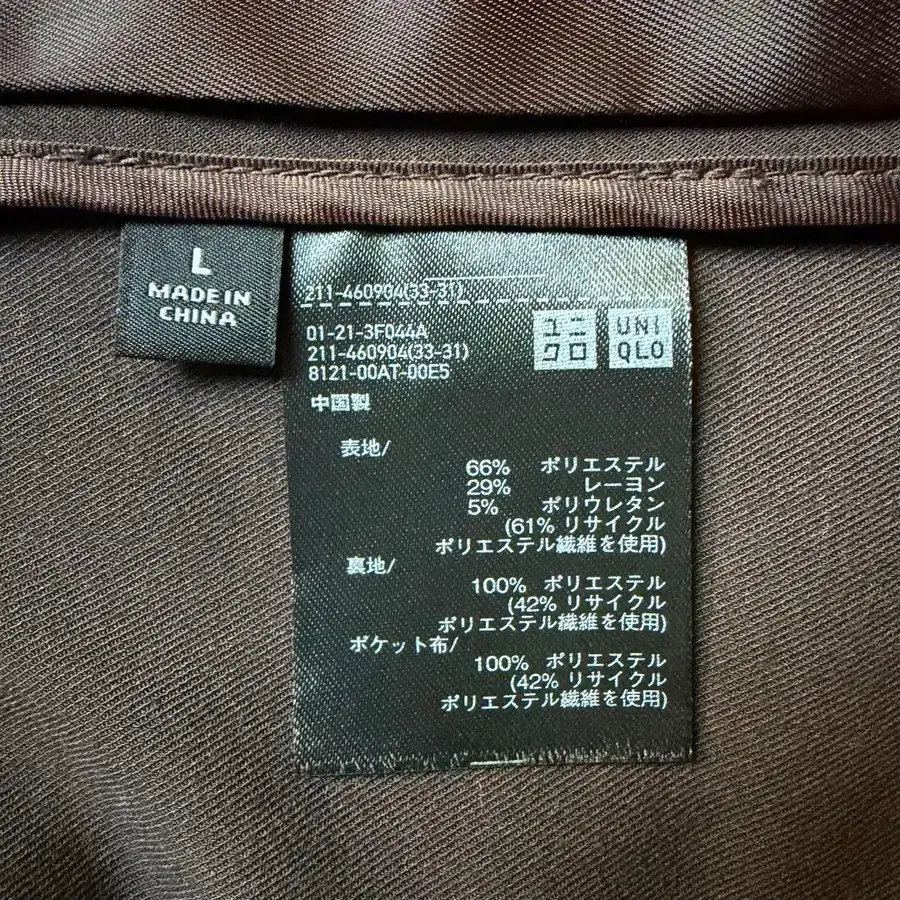 L
MADE IN
CHINA
211-460904(33-31)
01-21-3F044A
211-460904(33-31)
8121-00AT-00E5
ユニ
クロ
UNI
QLO
中国製
表地/
66% ポリエステル
29% レーヨン
5% ポリウレタン
(61% リサイクル
ポリエステル繊維を使用)
裏地/
100% ポリエステル
(42% リサイクル
ポリエステル繊維を使用)
ポケット布/
100% ポリエステル
(42% リサイクル
ポリエステル繊維を使用)